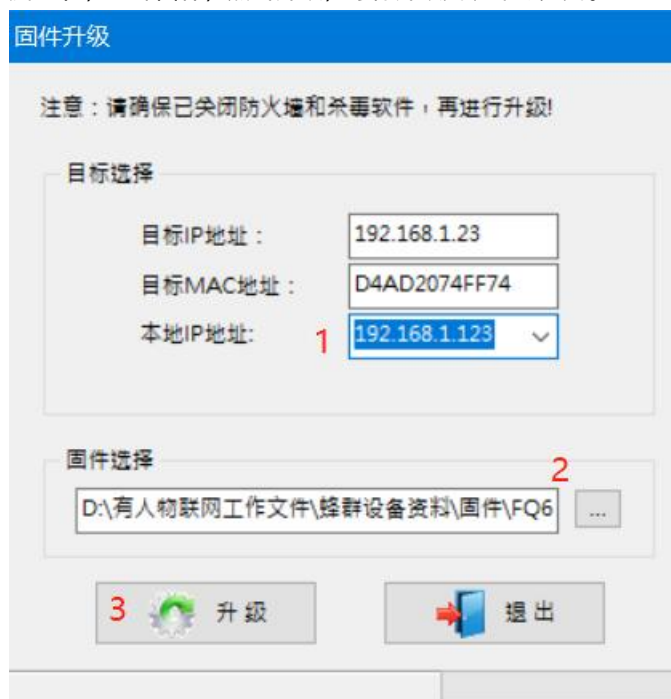 固件升级
注意：请确保已关闭防火墙和杀毒软件，再进行升级!
目标选择
目标IP地址： 192.168.1.23
目标MAC地址： D4AD2074FF74
本地IP地址: 1 192.168.1.123
固件选择
2
D:\有人物联网工作文件\蜂群设备资料\固件\FQ6 ...
3 升级 退出